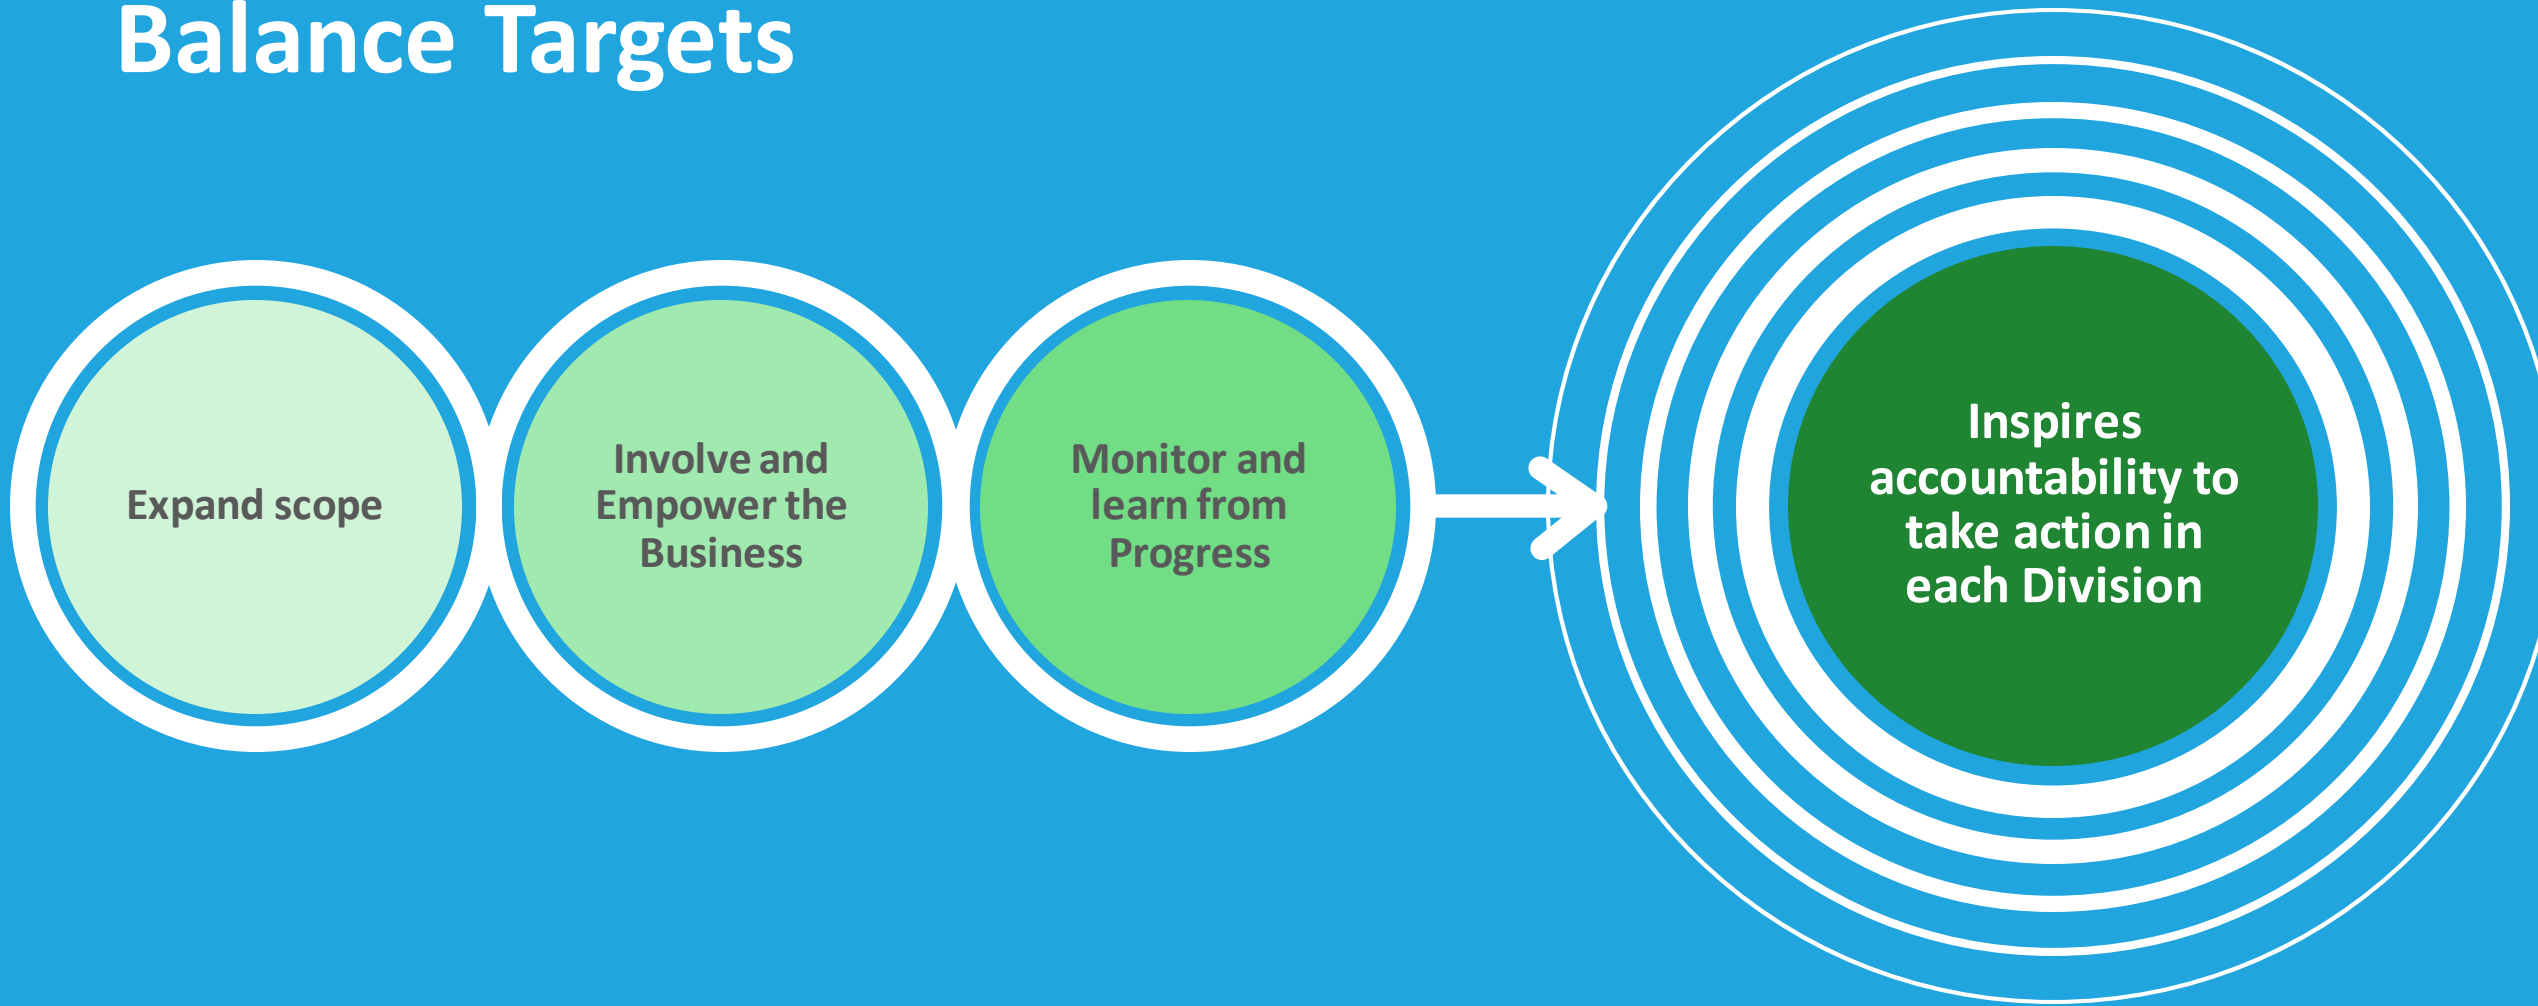 Balance Targets
Expand scope
Involve and
Empower the
Business
Monitor and
learn from
Progress
Inspires
accountability to
take action in
each Division